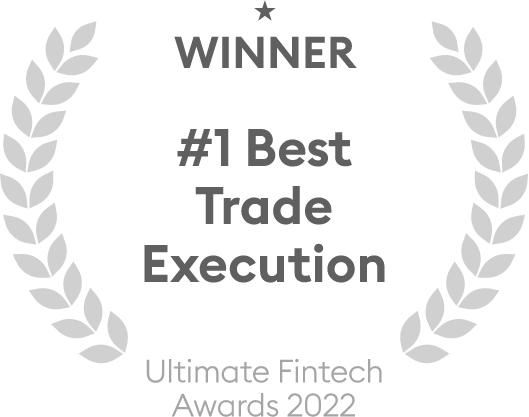 WINNER
#1 Best
Trade
Execution
Ultimate Fintech
Awards 2022